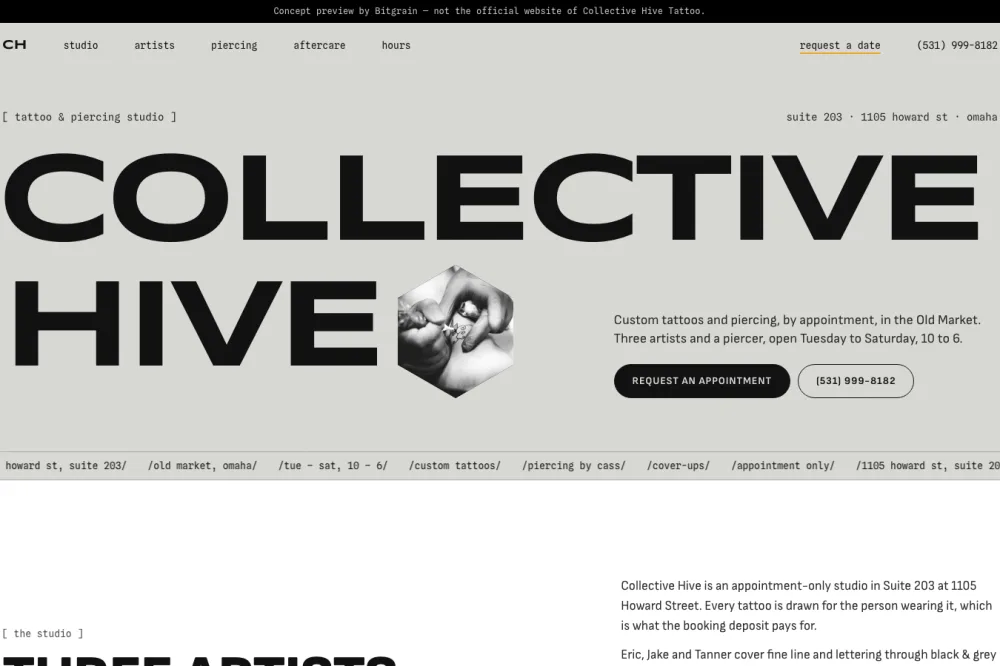 Concept preview by Bitgrain — not the official website of Collective Hive Tattoo.
CH studio artists piercing aftercare hours request a date (531) 999-8182
[ tattoo & piercing studio ] suite 203 · 1105 howard st · omaha
COLLECTIVE
HIVE
Custom tattoos and piercing, by appointment, in the Old Market.
Three artists and a piercer, open Tuesday to Saturday, 10 to 6.
REQUEST AN APPOINTMENT (531) 999-8182
howard st, suite 203/ /old market, omaha/ /tue – sat, 10 – 6/ /custom tattoos/ /piercing by cass/ /cover-ups/ /appointment only/ /1105 howard st, suite 20
Collective Hive is an appointment-only studio in Suite 203 at 1105
Howard Street. Every tattoo is drawn for the person wearing it, which
is what the booking deposit pays for.
[ the studio ]
Eric, Jake and Tanner cover fine line and lettering through black & grey
THREE ARTISTS